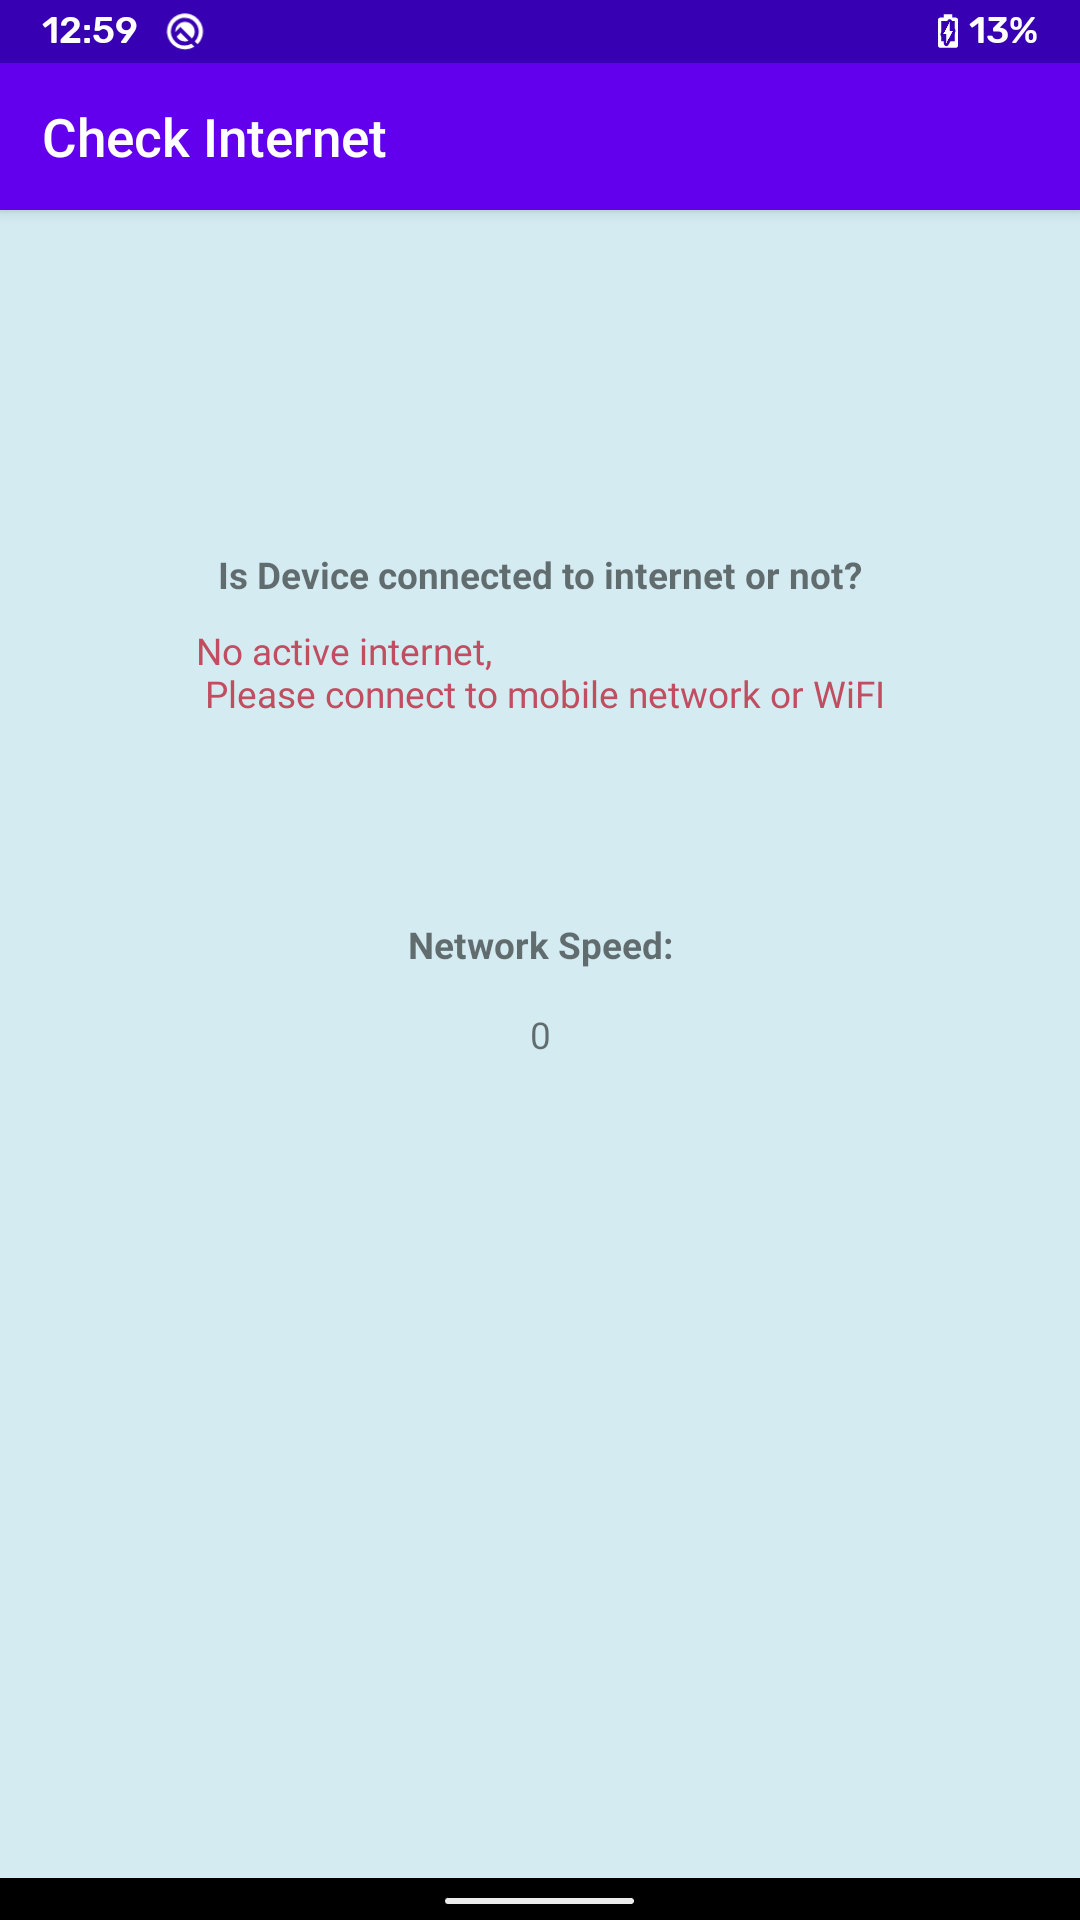 12:59 13%
Check Internet
Is Device connected to internet or not?
No active internet,
Please connect to mobile network or WiFI
Network Speed:
0